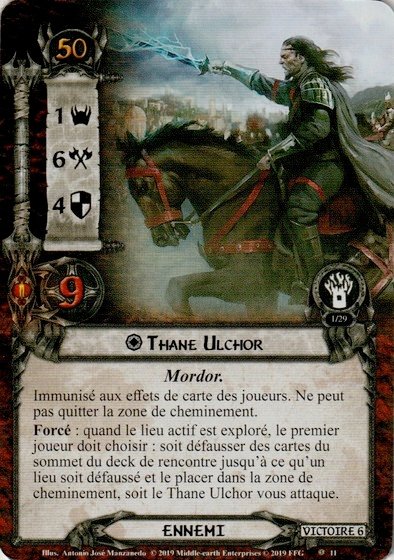 50
1
6
4
9
1/29
Thane Ulchor
Mordor.
Immunisé aux effets de carte des joueurs. Ne peut
pas quitter la zone de cheminement.
Forcé : quand le lieu actif est exploré, le premier
joueur doit choisir : soit défausser des cartes du
sommet du deck de rencontre jusqu'à ce qu'un
lieu soit défaussé et le placer dans la zone de
cheminement, soit le Thane Ulchor vous attaque.
ENNEMI
VICTOIRE 6
Illus. Antonio José Manzanedo © 2019 Middle-earth Enterprises © 2019 FFG 11